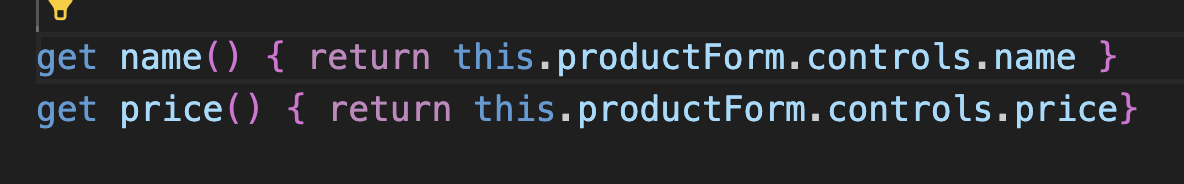 get name() { return this.productForm.controls.name }
get price() { return this.productForm.controls.price}